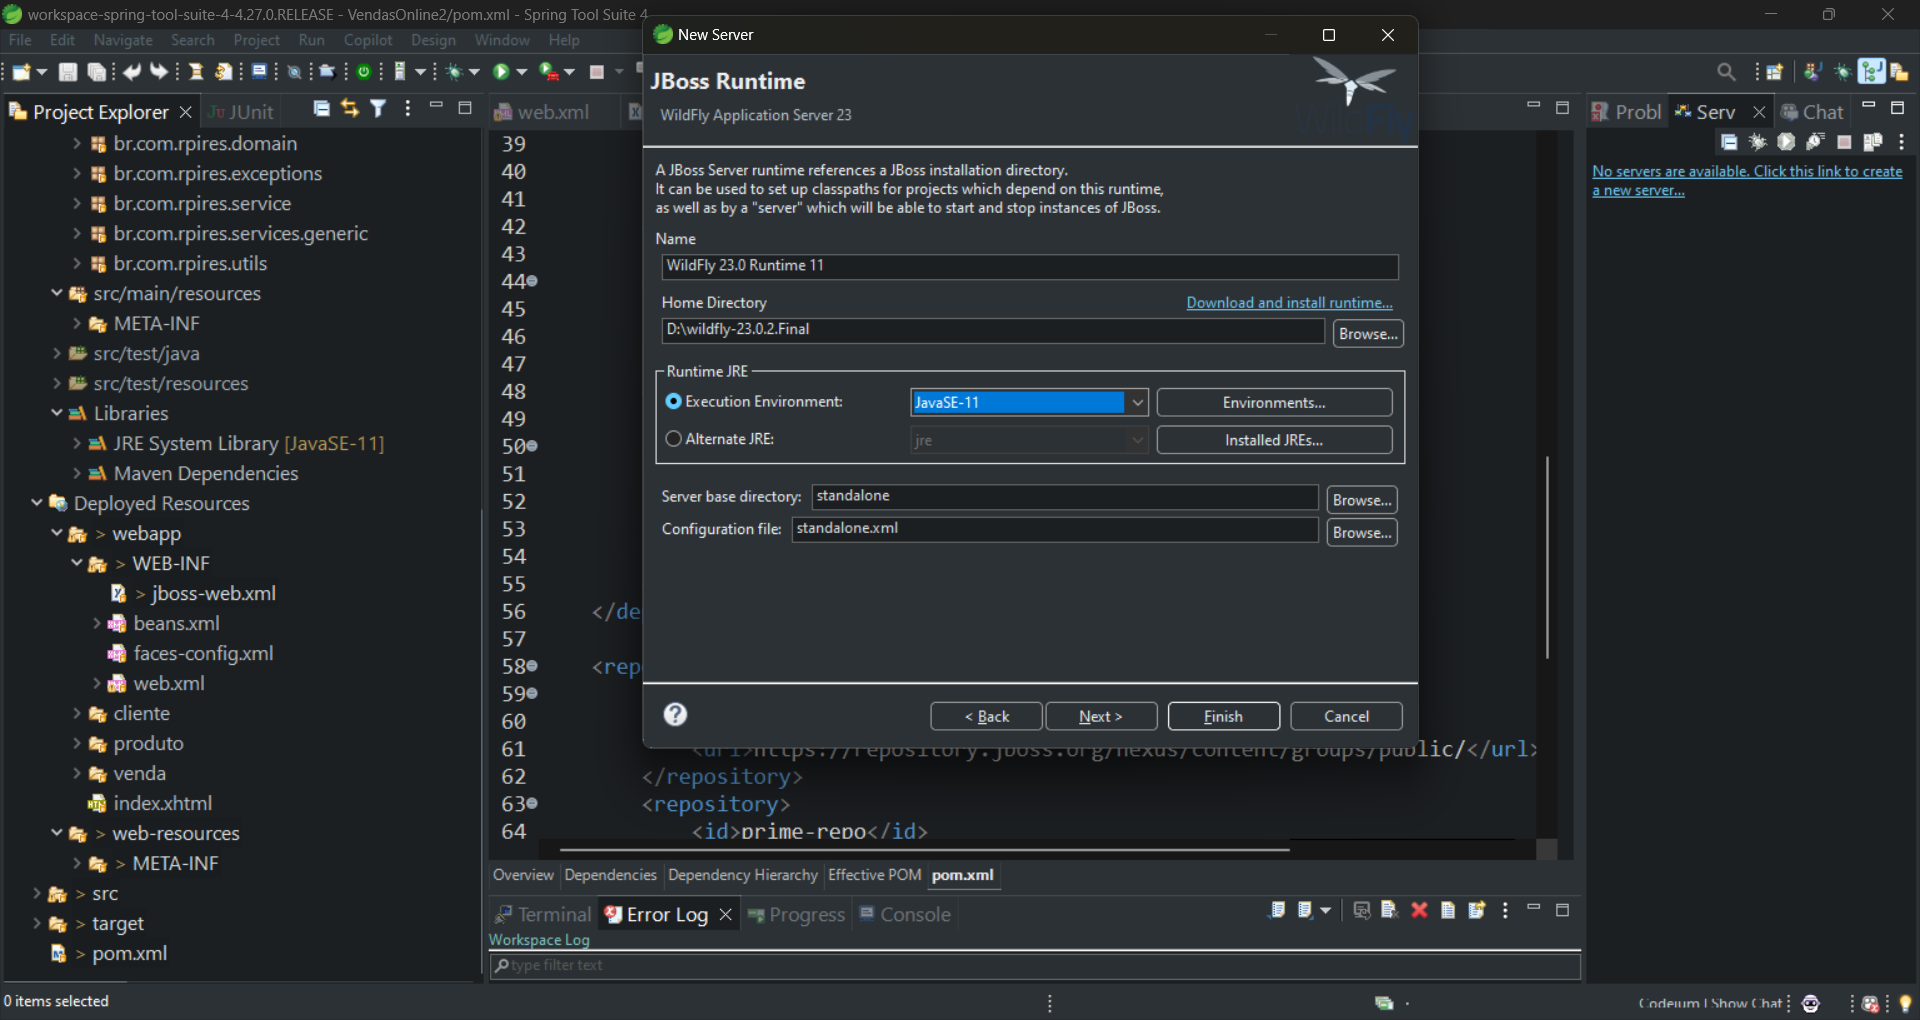 workspace-spring-tool-suite-4-4.27.0.RELEASE - VendasOnline2/pom.xml - Spring Tool Suite 4
File Edit Navigate Search Project Run Copilot Design Window Help
Project Explorer
JUnit
br.com.rpires.domain
br.com.rpires.exceptions
br.com.rpires.service
br.com.rpires.services.generic
br.com.rpires.utils
src/main/resources
META-INF
src/test/java
src/test/resources
Libraries
JRE System Library [JavaSE-11]
Maven Dependencies
Deployed Resources
> webapp
> WEB-INF
> jboss-web.xml
beans.xml
faces-config.xml
web.xml
cliente
produto
venda
index.xhtml
> web-resources
> META-INF
> src
> target
> pom.xml
0 items selected
web.xml
39
40
41
42
43
44
45
46
47
48
49
50
51
52
53
54
55
56 </de
57
58 <rep
59
60
61 <url>https://repository.jboss.org/nexus/content/groups/public/</url>
62 </repository>
63 <repository>
64 <id>prime-repo</id>
Overview Dependencies Dependency Hierarchy Effective POM pom.xml
Terminal Error Log Progress Console
Workspace Log
type filter text
New Server
JBoss Runtime
WildFly Application Server 23
WildFly
A JBoss Server runtime references a JBoss installation directory.
It can be used to set up classpaths for projects which depend on this runtime,
as well as by a "server" which will be able to start and stop instances of JBoss.
Name
WildFly 23.0 Runtime 11
Home Directory
Download and install runtime...
D:\wildfly-23.0.2.Final
Browse...
Runtime JRE
Execution Environment:
JavaSE-11
Environments...
Alternate JRE:
jre
Installed JREs...
Server base directory:
standalone
Browse...
Configuration file:
standalone.xml
Browse...
< Back
Next >
Finish
Cancel
Probl
Serv
Chat
No servers are available. Click this link to create
a new server...
Codeium | Show Chat